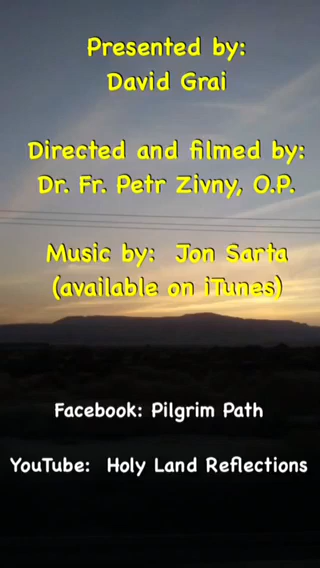 Presented by:
David Grai
Directed and filmed by:
Dr. Fr. Petr Zivny, O.P.
Music by: Jon Sarta
(available on iTunes)
Facebook: Pilgrim Path
YouTube: Holy Land Reflections